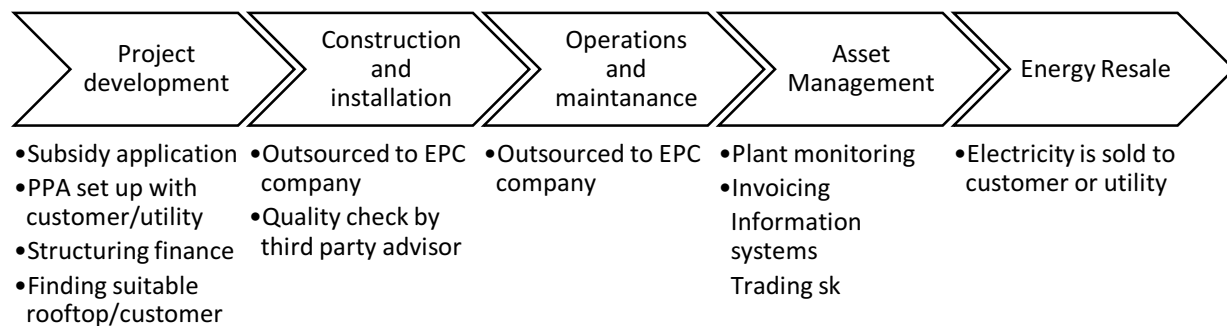 Project
development
Construction
and
installation
Operations
and
maintanance
Asset
Management
Energy Resale
•Subsidy application
•PPA set up with
customer/utility
•Structuring finance
•Finding suitable
rooftop/customer
•Outsourced to EPC
company
•Quality check by
third party advisor
•Outsourced to EPC
company
•Plant monitoring
•Invoicing
Information
systems
Trading sk
•Electricity is sold to
customer or utility